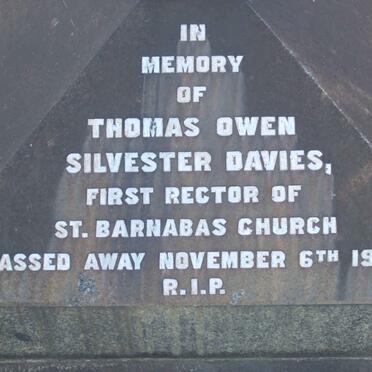 IN
MEMORY
OF
THOMAS OWEN
SILVESTER DAVIES,
FIRST RECTOR OF
ST. BARNABAS CHURCH
ASSED AWAY NOVEMBER 6TH 19
R.I.P.